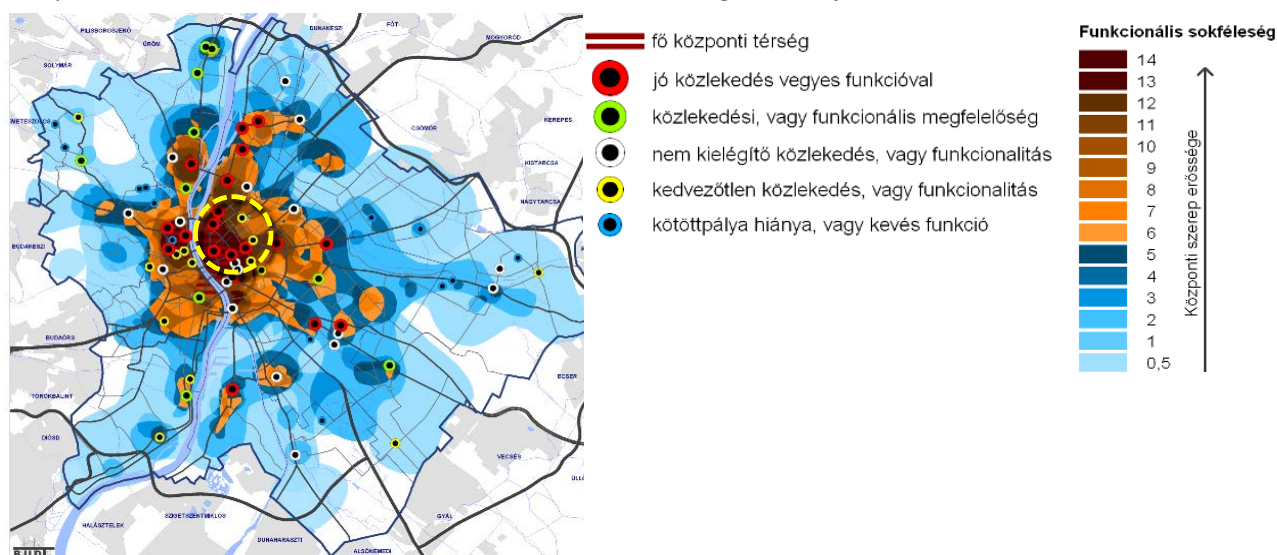 PILISBOROSJENŐ
ÜRÖM
DUNAKESZI
FÓT
MOGYORÓD
SOLYMÁR
CSÖMÖR
KEREPES
KISTARCSA
NAGYTARCSA
BUDAKESZI
BUDAÖRS
TÖRÖKBÁLINT
DIÓSD
ECSER
VECSÉS
GYÁL
HALÁSZTELEK
SZIGETSZENTMIKLÓS
DUNAHARASZTI
ALSÓNÉMEDI
fő központi térség
jó közlekedés vegyes funkcióval
közlekedési, vagy funkcionális megfelelőség
nem kielégítő közlekedés, vagy funkcionalitás
kedvezőtlen közlekedés, vagy funkcionalitás
kötöttpálya hiánya, vagy kevés funkció
Funkcionális sokféleség
14
13
12
11
10
9
8
7
6
5
4
3
2
1
0,5
Központi szerep erőssége